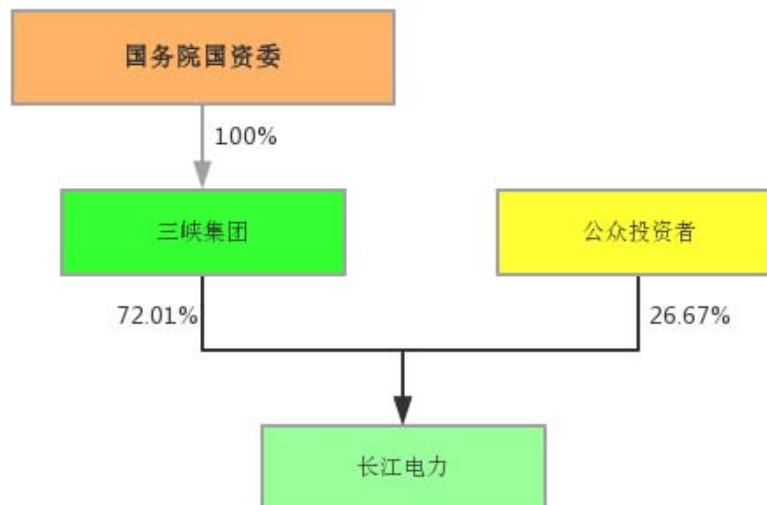 国务院国资委
100%
三峡集团
公众投资者
72.01%
26.67%
长江电力